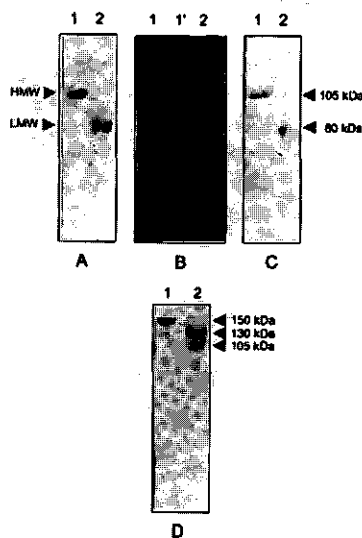 1 2 1 1' 2 1 2
HMW 105 kDa
LMW 80 kDa
A B C
1 2
150 kDa
130 kDa
105 kDa
D